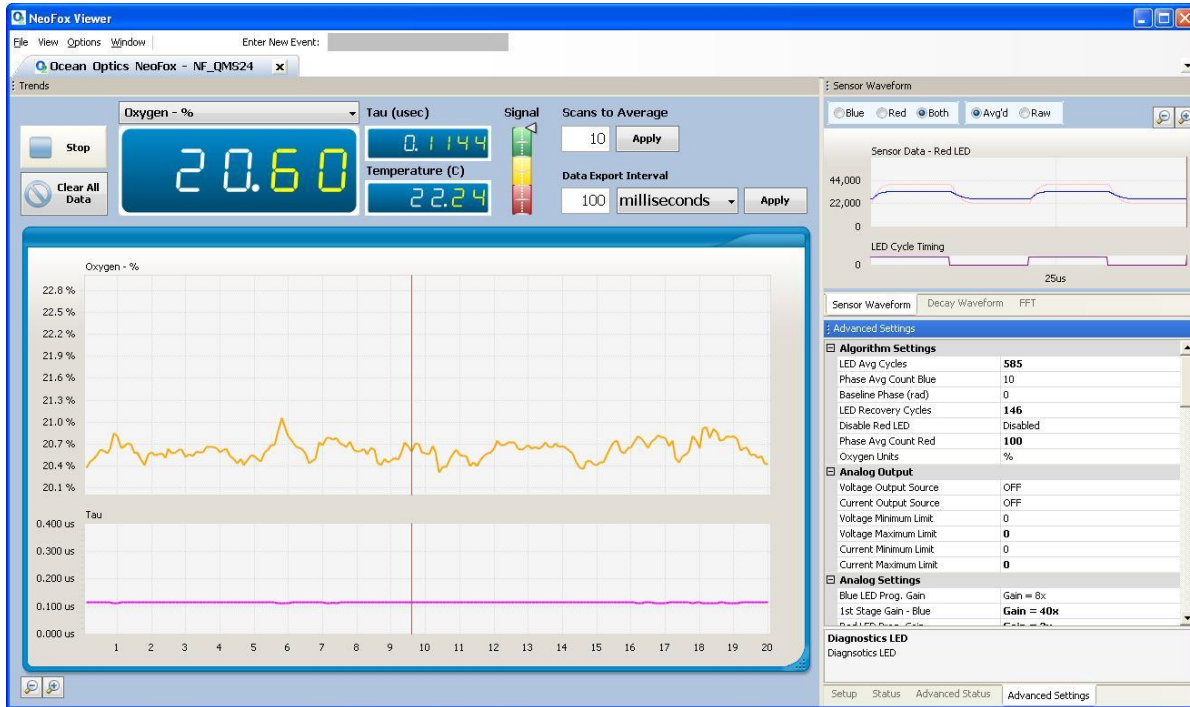 NeoFox Viewer
File View Options Window Enter New Event:
Ocean Optics NeoFox - NF_QMS24 x
Trends
Stop
Clear All
Data
Oxygen - %
20.60
Tau (usec)
0.1144
Temperature (C)
22.24
Signal
Scans to Average
10 Apply
Data Export Interval
100 milliseconds Apply
Oxygen - %
22.8 %
22.5 %
22.2 %
21.9 %
21.6 %
21.3 %
21.0 %
20.7 %
20.4 %
20.1 %
Tau
0.400 us
0.300 us
0.200 us
0.100 us
0.000 us
1 2 3 4 5 6 7 8 9 10 11 12 13 14 15 16 17 18 19 20
Sensor Waveform
Blue Red Both Avg'd Raw
Sensor Data - Red LED
44,000
22,000
0
LED Cycle Timing
0
25us
Sensor Waveform Decay Waveform FFT
Advanced Settings
Algorithm Settings
LED Avg Cycles 585
Phase Avg Count Blue 10
Baseline Phase (rad) 0
LED Recovery Cycles 146
Disable Red LED Disabled
Phase Avg Count Red 100
Oxygen Units %
Analog Output
Voltage Output Source OFF
Current Output Source OFF
Voltage Minimum Limit 0
Voltage Maximum Limit 0
Current Minimum Limit 0
Current Maximum Limit 0
Analog Settings
Blue LED Prog. Gain Gain = 8x
1st Stage Gain - Blue Gain = 40x
Red LED Prog. Gain Gain = 2x
Diagnostics LED
Diagnsotics LED
Setup Status Advanced Status Advanced Settings